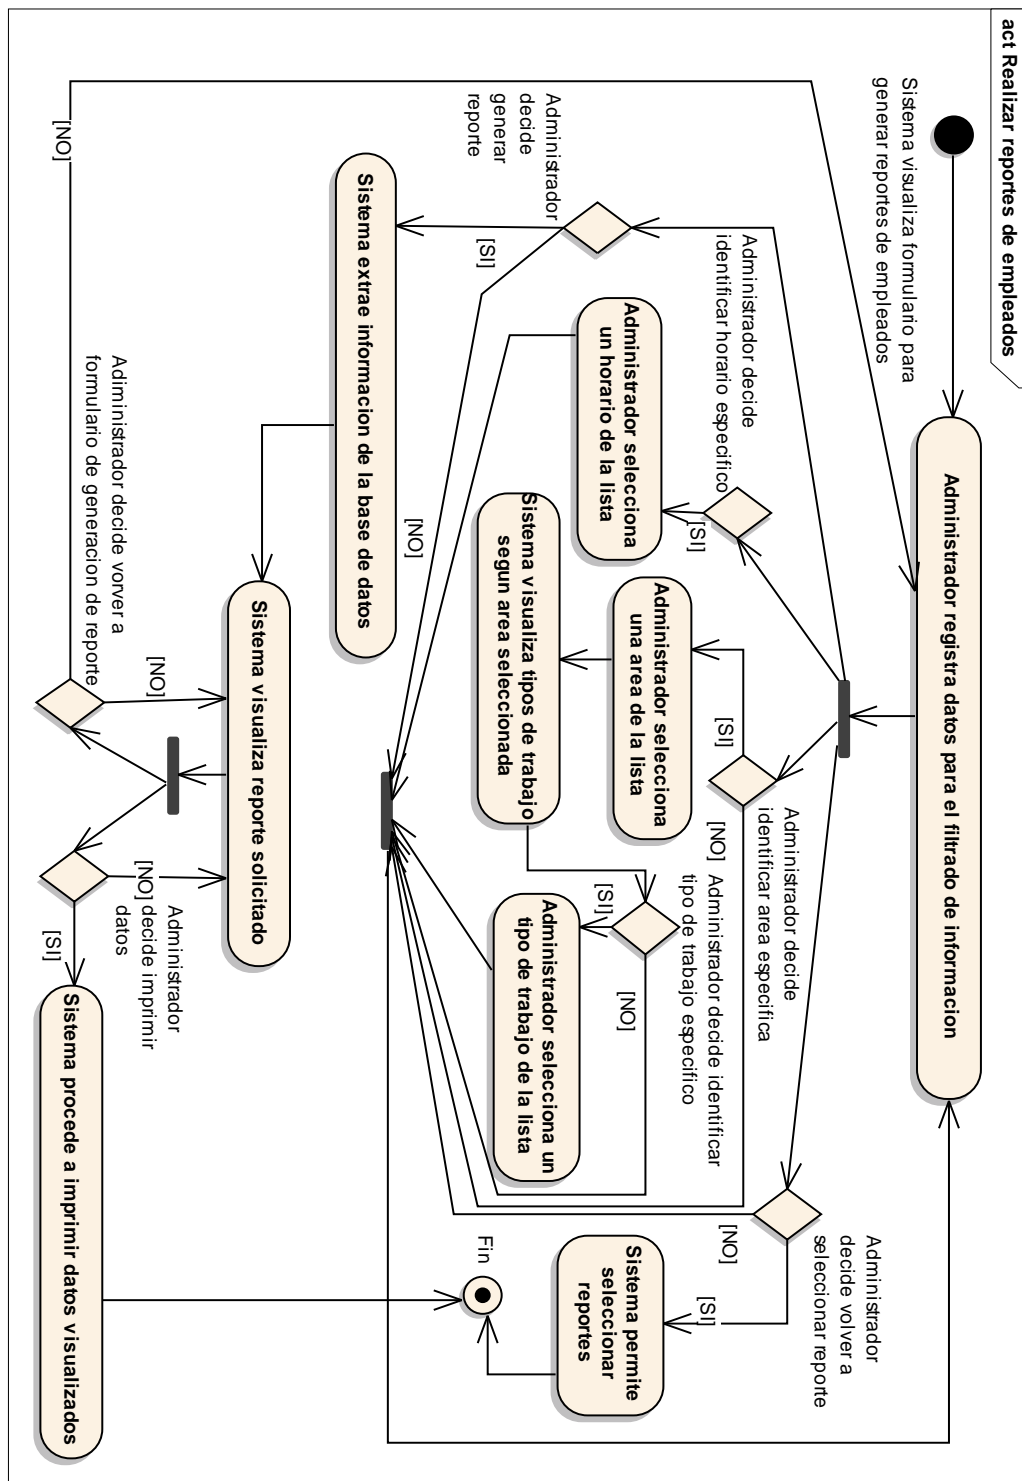 act Realizar reportes de empleados
Sistema visualiza formulario para
generar reportes de empleados
Administrador registra datos para el filtrado de informacion
Administrador
decide
generar
reporte
[SI]
[NO]
Administrador decide
identificar horario especifico
[SI]
Administrador selecciona
un horario de la lista
Administrador decide
identificar area especifica
[SI]
[NO]
Administrador selecciona
una area de la lista
Sistema visualiza tipos de trabajo
segun area seleccionada
Administrador decide identificar
tipo de trabajo especifico
[SI]
[NO]
Administrador selecciona un
tipo de trabajo de la lista
Administrador
decide volver a
seleccionar reporte
[NO]
[SI]
Sistema permite
seleccionar
reportes
Fin
Sistema extrae informacion de la base de datos
Sistema visualiza reporte solicitado
Adiministrador decide vorver a
formulario de generacion de reporte
[NO]
[NO]
Administrador
decide imprimir
datos
[NO]
[SI]
Sistema procede a imprimir datos visualizados